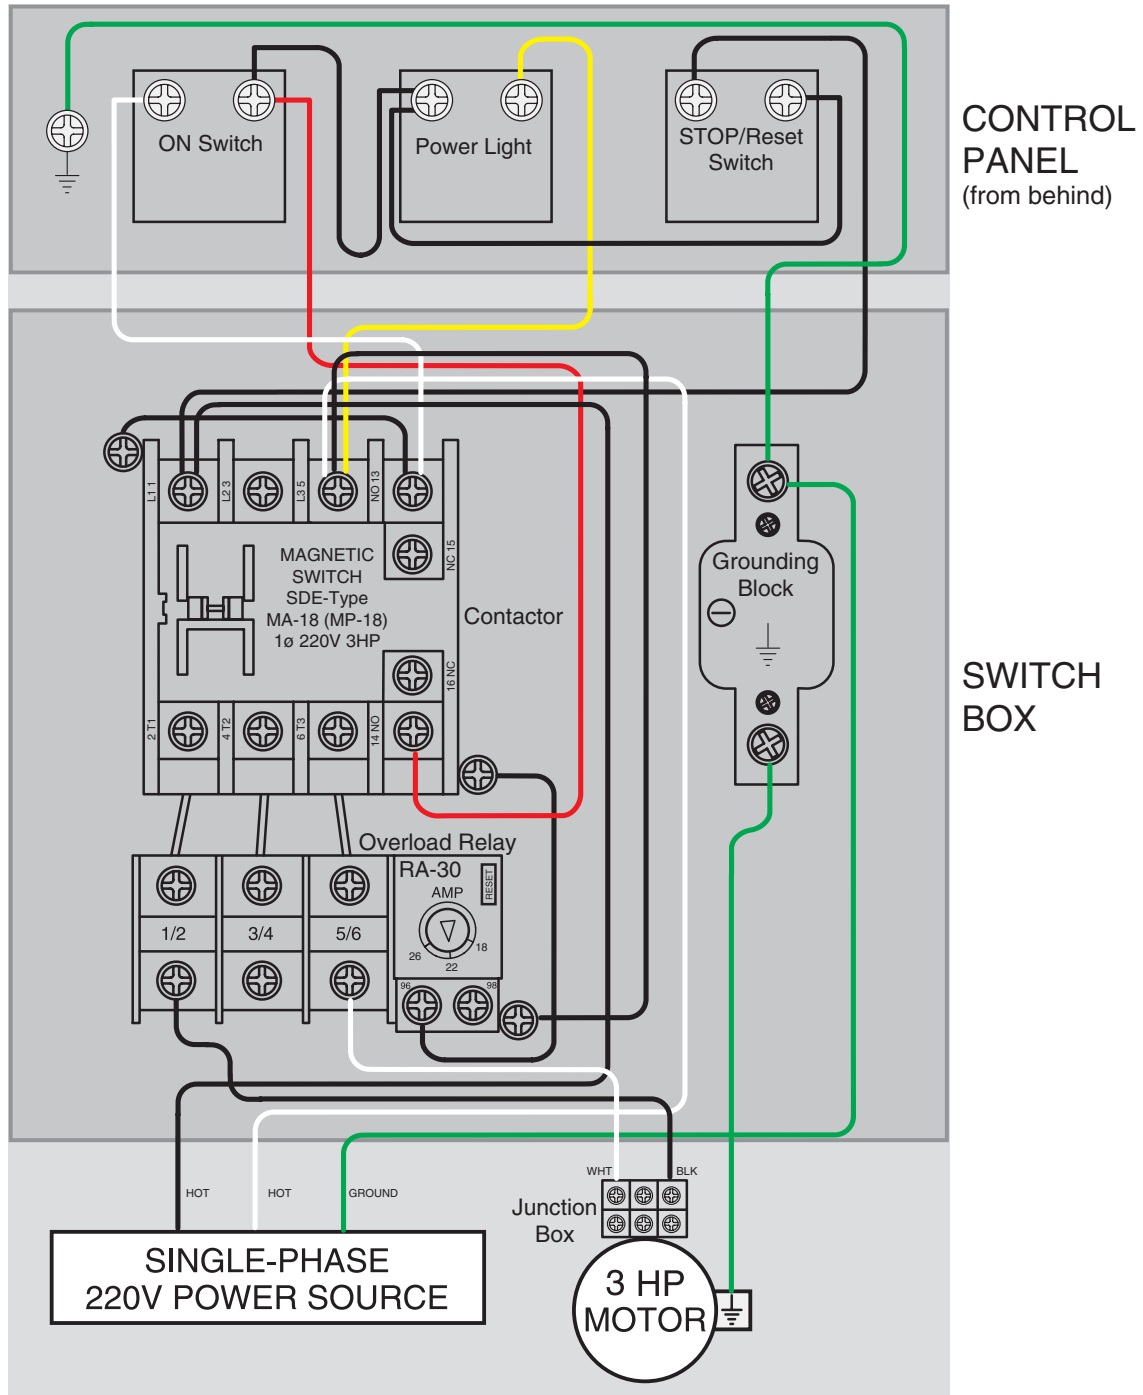 CONTROL
PANEL
(from behind)
ON Switch
Power Light
STOP/Reset
Switch
L1 1
L2 3
L3 5
NO 13
NC 15
MAGNETIC
SWITCH
SDE-Type
MA-18 (MP-18)
1ø 220V 3HP
Contactor
Grounding
Block
SWITCH
BOX
16 NC
2 T1
4 T2
6 T3
14 NO
Overload Relay
RA-30
AMP
RESET
1/2
3/4
5/6
26
22
18
96
98
HOT
HOT
GROUND
WHT
BLK
Junction
Box
SINGLE-PHASE
220V POWER SOURCE
3 HP
MOTOR